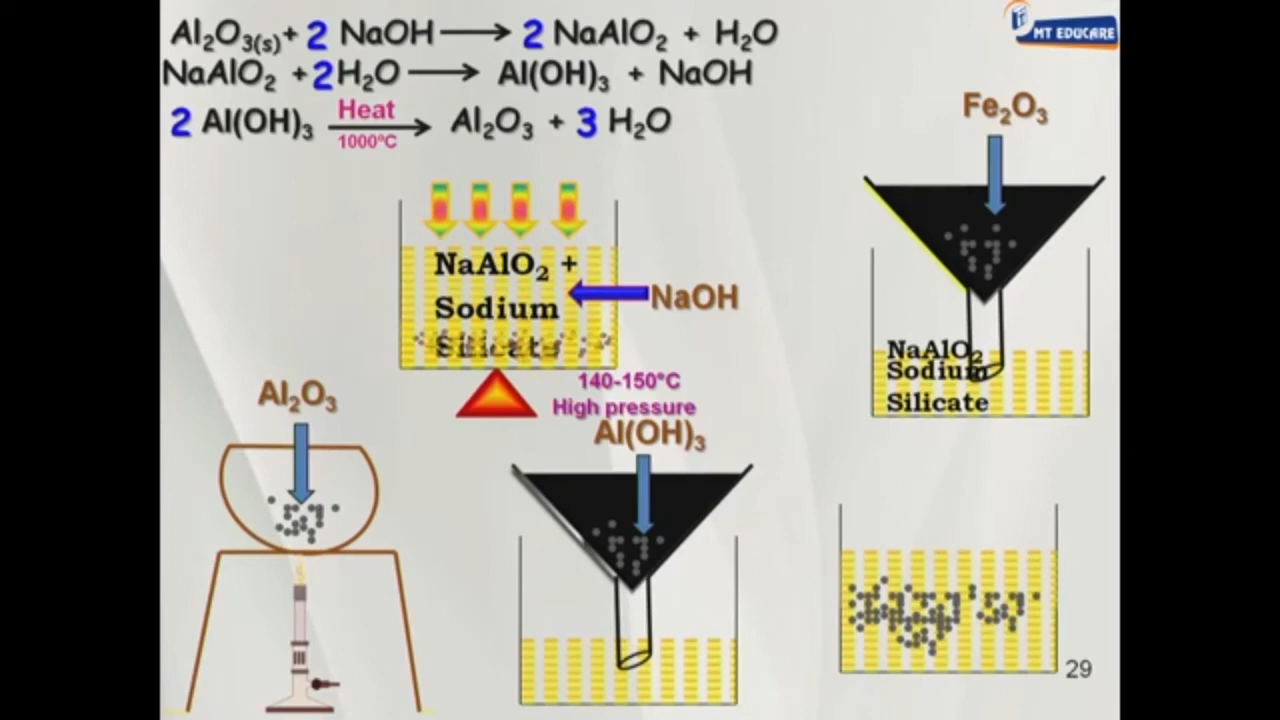 Al₂O₃(s)+ 2 NaOH ⟶ 2 NaAlO₂ + H₂O
NaAlO₂ +2H₂O ⟶ Al(OH)₃ + NaOH
2 Al(OH)₃ Heat 1000°C ⟶ Al₂O₃ + 3 H₂O
MT EDUCARE
Fe₂O₃
NaAlO₂ +
Sodium
Silicate
NaOH
140-150°C
High pressure
NaAlO₂
Sodium
Silicate
Al₂O₃
Al(OH)₃
29